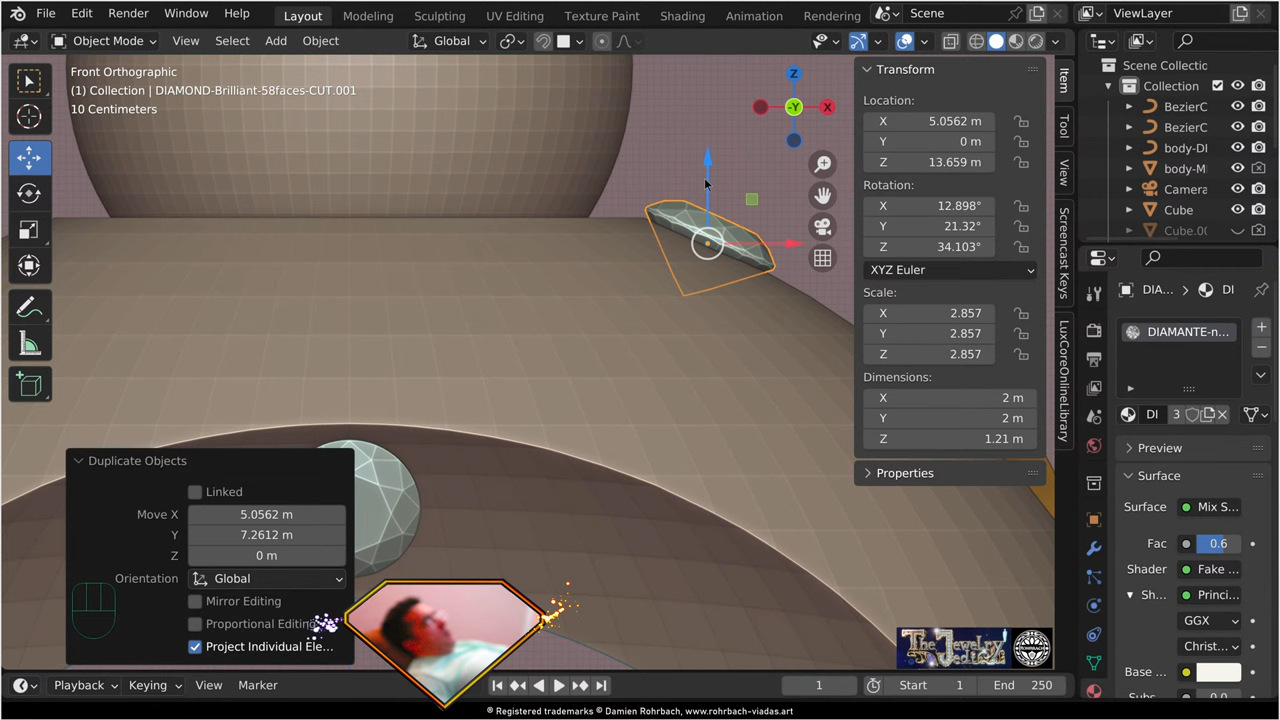 File Edit Render Window Help Layout Modeling Sculpting UV Editing Texture Paint Shading Animation Rendering Scene ViewLayer
Object Mode View Select Add Object Global
Front Orthographic
(1) Collection | DIAMOND-Brilliant-58faces-CUT.001
10 Centimeters
Z
-Y
X
Transform
Location:
X 5.0562 m
Y 0 m
Z 13.659 m
Rotation:
X 12.898°
Y 21.32°
Z 34.103°
XYZ Euler
Scale:
X 2.857
Y 2.857
Z 2.857
Dimensions:
X 2 m
Y 2 m
Z 1.21 m
Properties
Item
Tool
View
Screencast Keys
LuxCoreOnlineLibrary
Scene Collectic
Collection
BezierC
BezierC
body-DI
body-M
Camera
Cube
Cube.00
DIA... > DI
DIAMANTE-n...
DI 3
Preview
Surface
Surface Mix S...
Fac 0.6
Shader Fake ...
Sh... Princi...
GGX
Christ...
Base ...
Subs 0.0
Duplicate Objects
Linked
Move X 5.0562 m
Y 7.2612 m
Z 0 m
Orientation Global
Mirror Editing
Proportional Editing
Project Individual Ele...
The Jewelry Jedi
ROHRBACH
Playback Keying View Marker 1 Start 1 End 250
® Registered trademarks © Damien Rohrbach, www.rohrbach-viadas.art